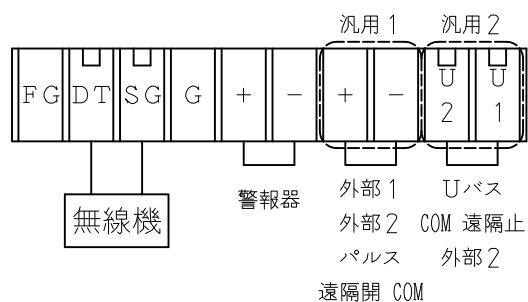 汎用1 汎用2
FG DT SG G + - + - U2 U1
無線機
警報器
外部1
外部2
パルス
遠隔開 COM
Uバス
COM 遠隔止
外部2